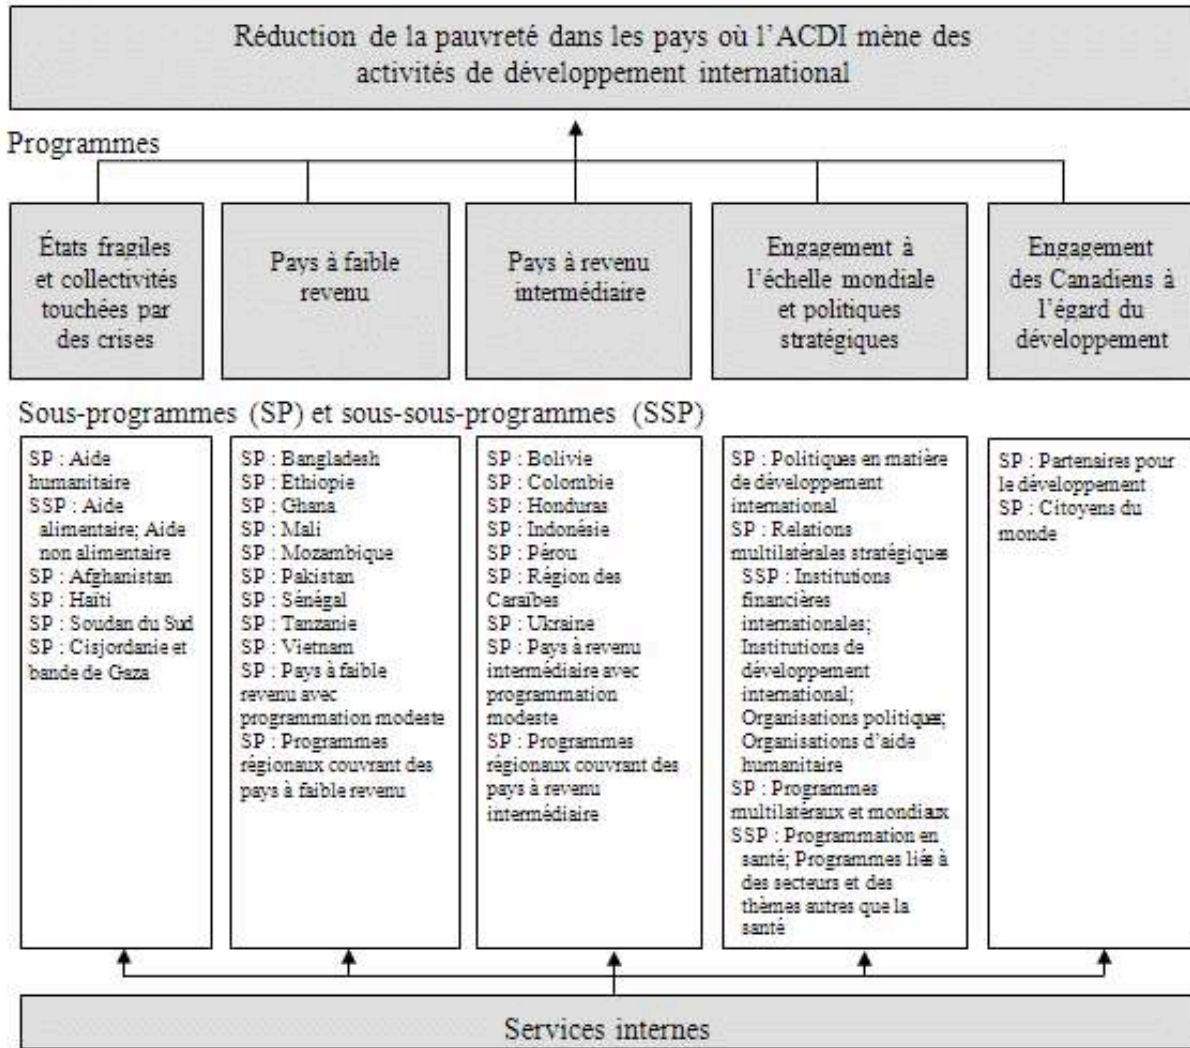 Réduction de la pauvreté dans les pays où l'ACDI mène des
activités de développement international
Programmes
États fragiles
et collectivités
touchées par
des crises
Pays à faible
revenu
Pays à revenu
intermédiaire
Engagement à
l'échelle mondiale
et politiques
stratégiques
Engagement
des Canadiens à
l'égard du
développement
Sous-programmes (SP) et sous-sous-programmes (SSP)
SP : Aide
humanitaire
SSP : Aide
alimentaire; Aide
non alimentaire
SP : Afghanistan
SP : Haïti
SP : Soudan du Sud
SP : Cisjordanie et
bande de Gaza
SP : Bangladesh
SP : Ethiopie
SP : Ghana
SP : Mali
SP : Mozambique
SP : Pakistan
SP : Sénégal
SP : Tanzanie
SP : Vietnam
SP : Pays à faible
revenu avec
programmation modeste
SP : Programmes
régionaux couvrant des
pays à faible revenu
SP : Bolivie
SP : Colombie
SP : Honduras
SP : Indonésie
SP : Pérou
SP : Région des
Caraïbes
SP : Ukraine
SP : Pays à revenu
intermédiaire avec
programmation
modeste
SP : Programmes
régionaux couvrant des
pays à revenu
intermédiaire
SP : Politiques en matière
de développement
international
SP : Relations
multilatérales stratégiques
SSP : Institutions
financières
internationales;
Institutions de
développement
international;
Organisations politiques;
Organisations d'aide
humanitaire
SP : Programmes
multilatéraux et mondiaux
SSP : Programmation en
santé; Programmes liés à
des secteurs et des
thèmes autres que la
santé
SP : Partenaires pour
le développement
SP : Citoyens du
monde
Services internes